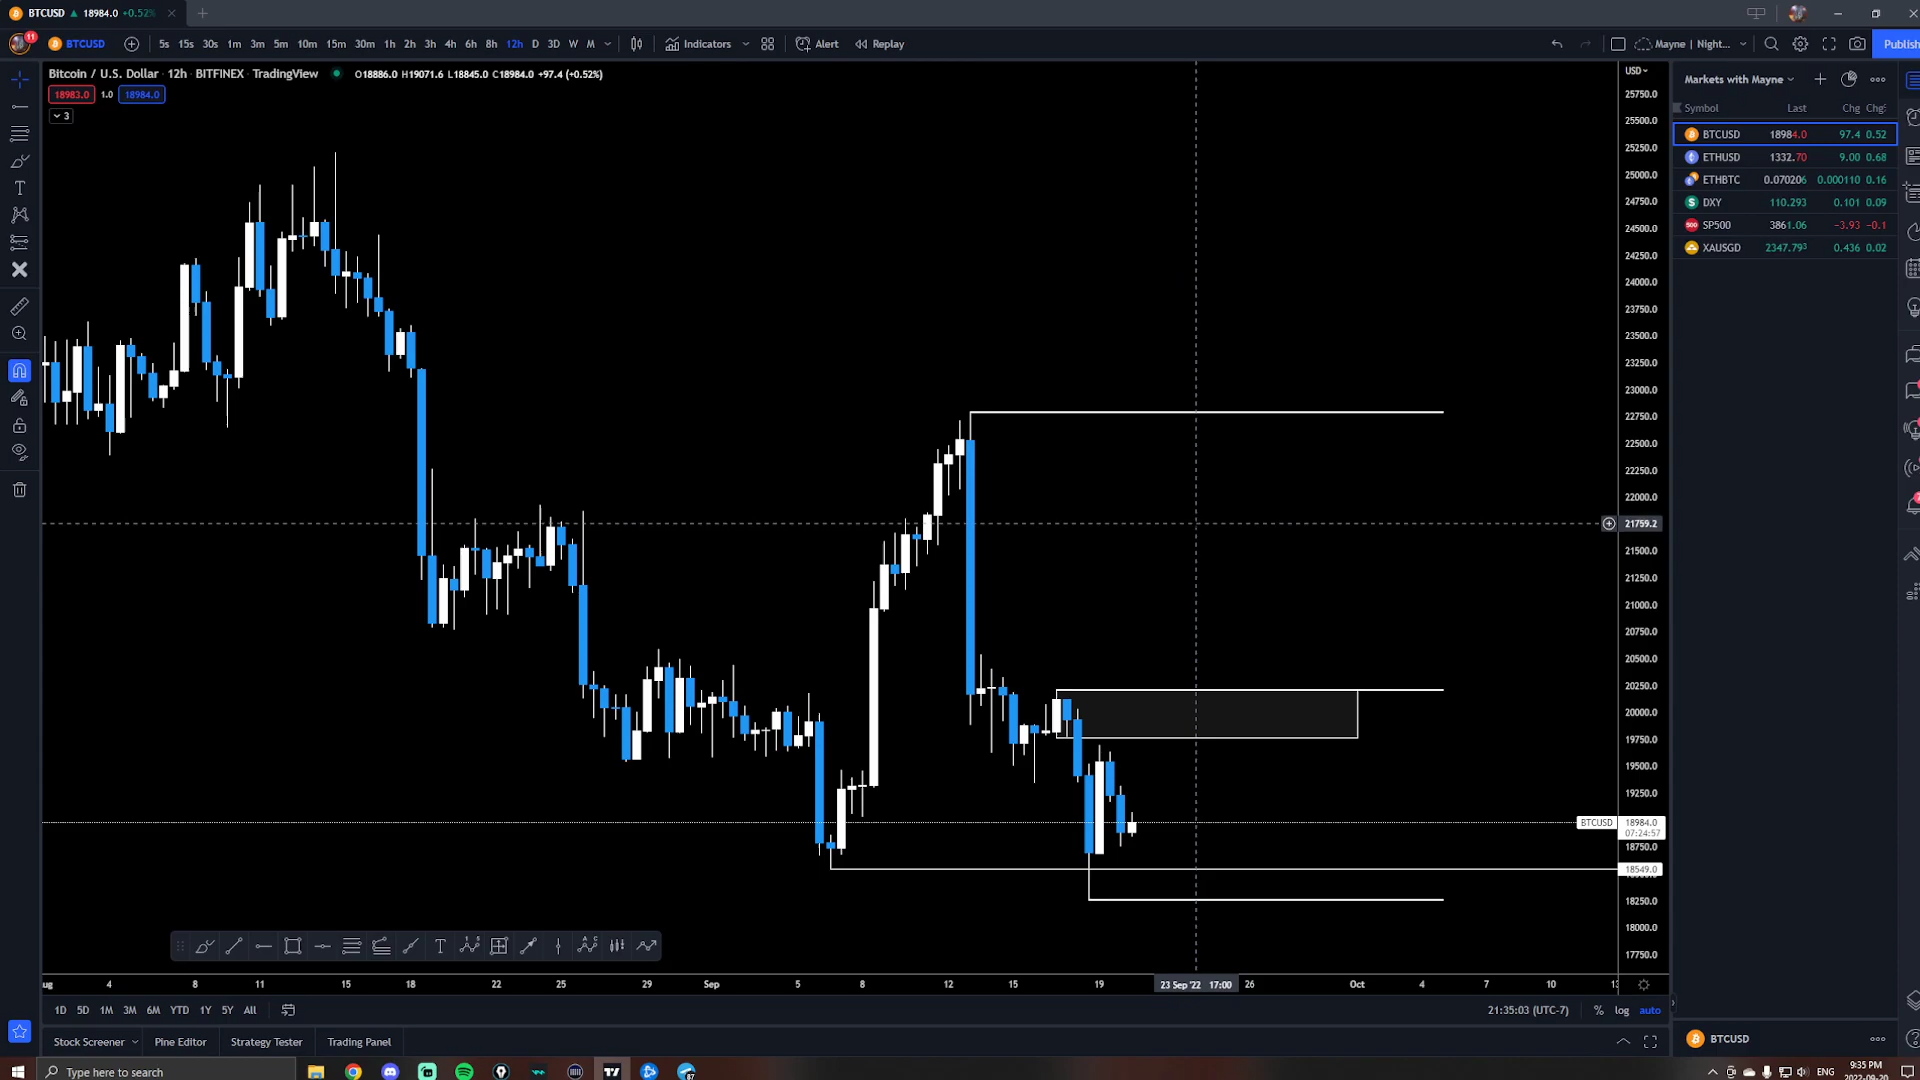 BTCUSD ▲ 18984.0 +0.52%
11
BTCUSD 5s 15s 30s 1m 3m 5m 10m 15m 30m 1h 2h 3h 4h 6h 8h 12h D 3D W M Indicators Alert Replay Mayne | Night... Publish
Bitcoin / U.S. Dollar · 12h · BITFINEX · TradingView O18886.0 H19071.6 L18845.0 C18984.0 +97.4 (+0.52%)
18983.0 1.0 18984.0
3
USD
25750.0
25500.0
25250.0
25000.0
24750.0
24500.0
24250.0
24000.0
23750.0
23500.0
23250.0
23000.0
22750.0
22500.0
22250.0
22000.0
21759.2
21500.0
21250.0
21000.0
20750.0
20500.0
20250.0
20000.0
19750.0
19500.0
19250.0
BTCUSD 18984.0
07:24:57
18750.0
18549.0
18250.0
18000.0
17750.0
Markets with Mayne
Symbol Last Chg Chg
BTCUSD 18984.0 97.4 0.52
ETHUSD 1332.70 9.00 0.68
ETHBTC 0.070206 0.000110 0.16
DXY 110.293 0.101 0.09
SP500 3861.06 -3.93 -0.1
XAUSGD 2347.793 0.436 0.02
ug 4 8 11 15 18 22 25 29 Sep 5 8 12 15 19 23 Sep '22 17:00 26 Oct 4 7 10 13
1D 5D 1M 3M 6M YTD 1Y 5Y All 21:35:03 (UTC-7) % log auto
Stock Screener Pine Editor Strategy Tester Trading Panel
BTCUSD
Type here to search
87
ENG
9:35 PM
2022-09-20